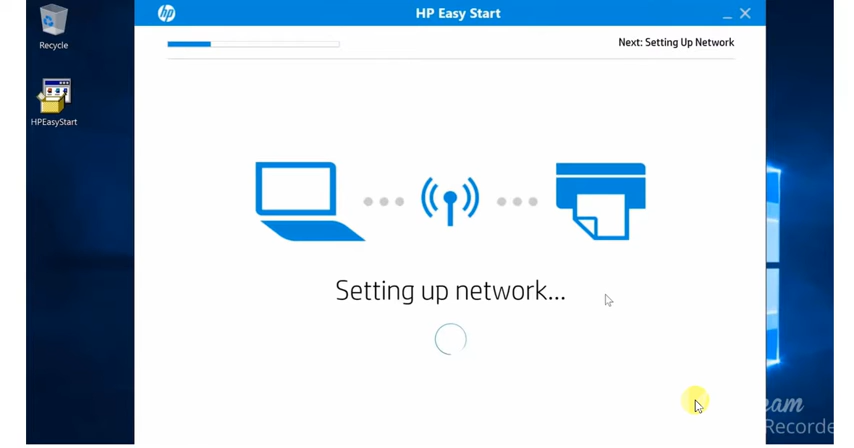 hp
HP Easy Start
Recycle
Next: Setting Up Network
HPEasyStart
Setting up network...
eam
Recorde